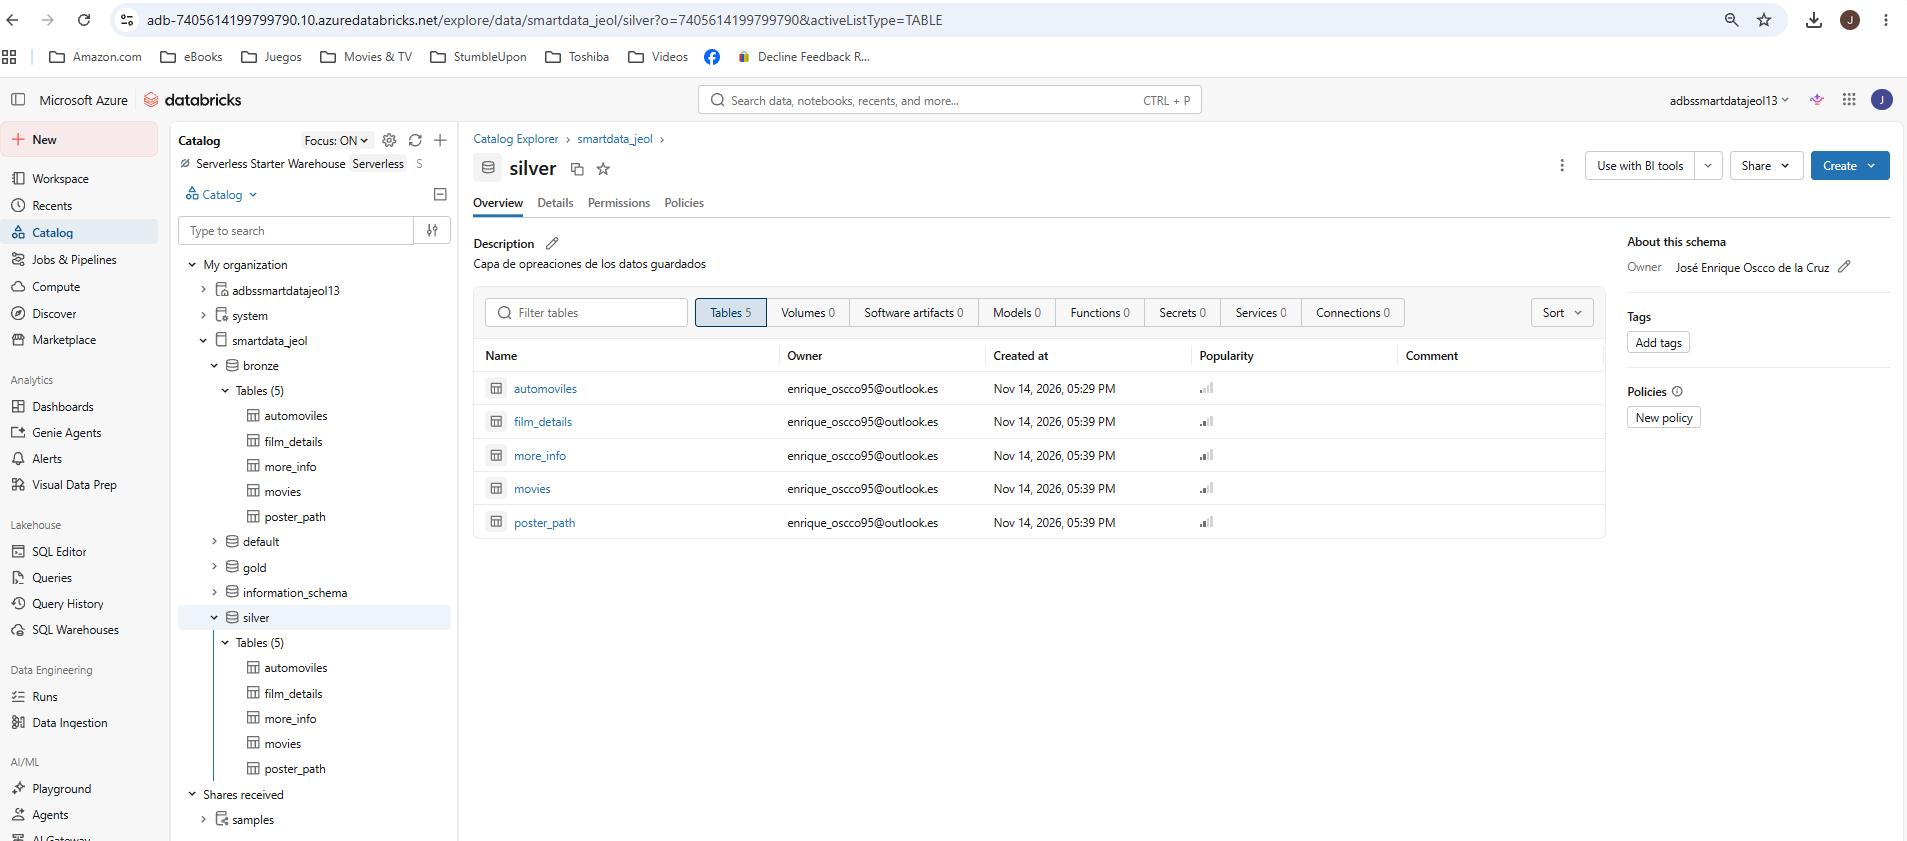 adb-7405614199799790.10.azuredatabricks.net/explore/data/smartdata_jeol/silver?o=7405614199799790&activeListType=TABLE
Amazon.com eBooks Juegos Movies & TV StumbleUpon Toshiba Videos Decline Feedback R...
Microsoft Azure databricks
Search data, notebooks, recents, and more... CTRL + P
adbssmartdatajeol13
J
J
New
Workspace
Recents
Catalog
Jobs & Pipelines
Compute
Discover
Marketplace
Analytics
Dashboards
Genie Agents
Alerts
Visual Data Prep
Lakehouse
SQL Editor
Queries
Query History
SQL Warehouses
Data Engineering
Runs
Data Ingestion
AI/ML
Playground
Agents
AI Gateway
Catalog Focus: ON
Serverless Starter Warehouse Serverless S
Catalog
Type to search
My organization
adbssmartdatajeol13
system
smartdata_jeol
bronze
Tables (5)
automoviles
film_details
more_info
movies
poster_path
default
gold
information_schema
silver
Tables (5)
automoviles
film_details
more_info
movies
poster_path
Shares received
samples
Catalog Explorer › smartdata_jeol ›
silver
Use with BI tools Share Create
Overview Details Permissions Policies
Description
Capa de opreaciones de los datos guardados
Filter tables Tables 5 Volumes 0 Software artifacts 0 Models 0 Functions 0 Secrets 0 Services 0 Connections 0 Sort
Name Owner Created at Popularity Comment
automoviles enrique_oscco95@outlook.es Nov 14, 2026, 05:29 PM
film_details enrique_oscco95@outlook.es Nov 14, 2026, 05:39 PM
more_info enrique_oscco95@outlook.es Nov 14, 2026, 05:39 PM
movies enrique_oscco95@outlook.es Nov 14, 2026, 05:39 PM
poster_path enrique_oscco95@outlook.es Nov 14, 2026, 05:39 PM
About this schema
Owner José Enrique Oscco de la Cruz
Tags
Add tags
Policies
New policy